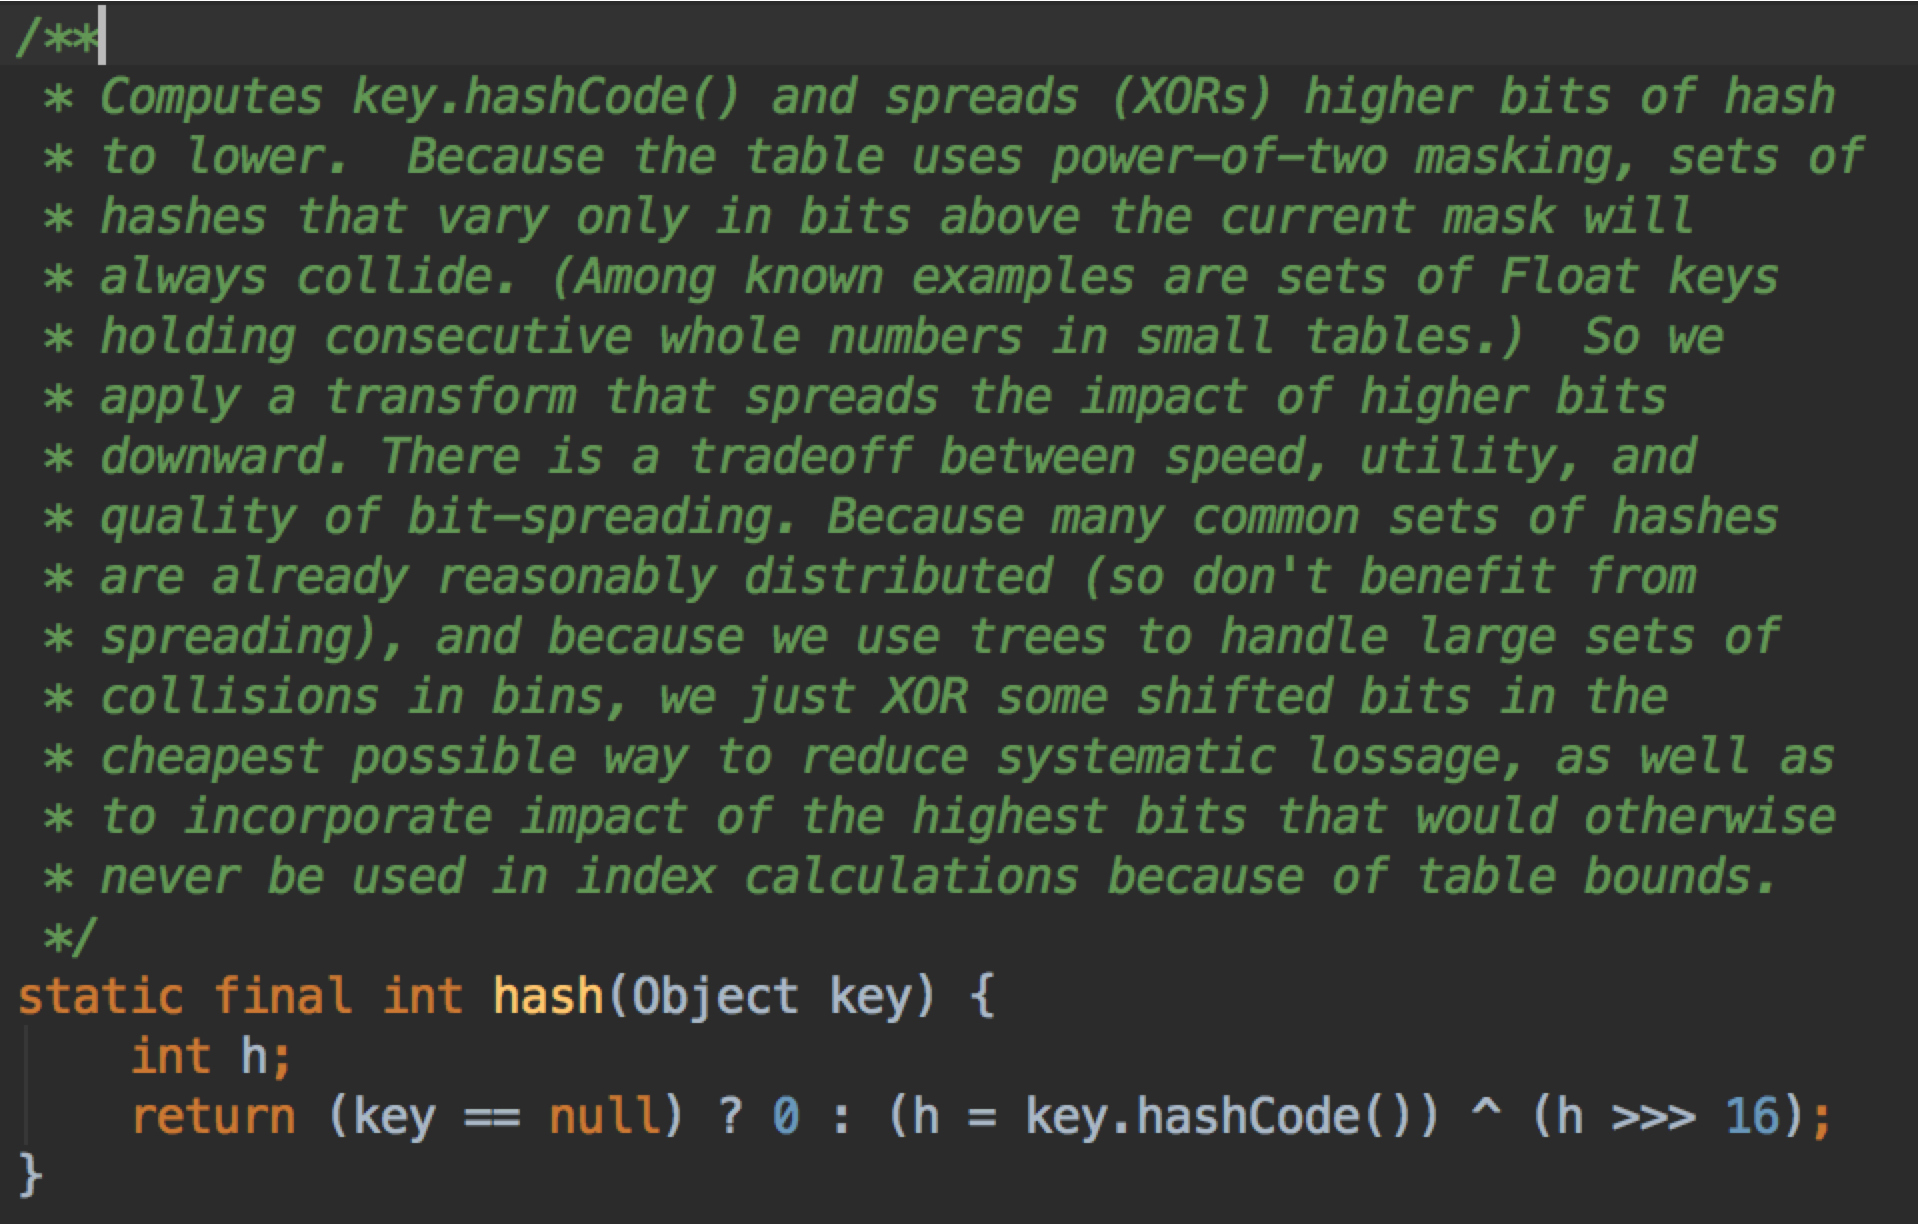 /**
 * Computes key.hashCode() and spreads (XORs) higher bits of hash
 * to lower.  Because the table uses power-of-two masking, sets of
 * hashes that vary only in bits above the current mask will
 * always collide. (Among known examples are sets of Float keys
 * holding consecutive whole numbers in small tables.)  So we
 * apply a transform that spreads the impact of higher bits
 * downward. There is a tradeoff between speed, utility, and
 * quality of bit-spreading. Because many common sets of hashes
 * are already reasonably distributed (so don't benefit from
 * spreading), and because we use trees to handle large sets of
 * collisions in bins, we just XOR some shifted bits in the
 * cheapest possible way to reduce systematic lossage, as well as
 * to incorporate impact of the highest bits that would otherwise
 * never be used in index calculations because of table bounds.
 */
static final int hash(Object key) {
    int h;
    return (key == null) ? 0 : (h = key.hashCode()) ^ (h >>> 16);
}